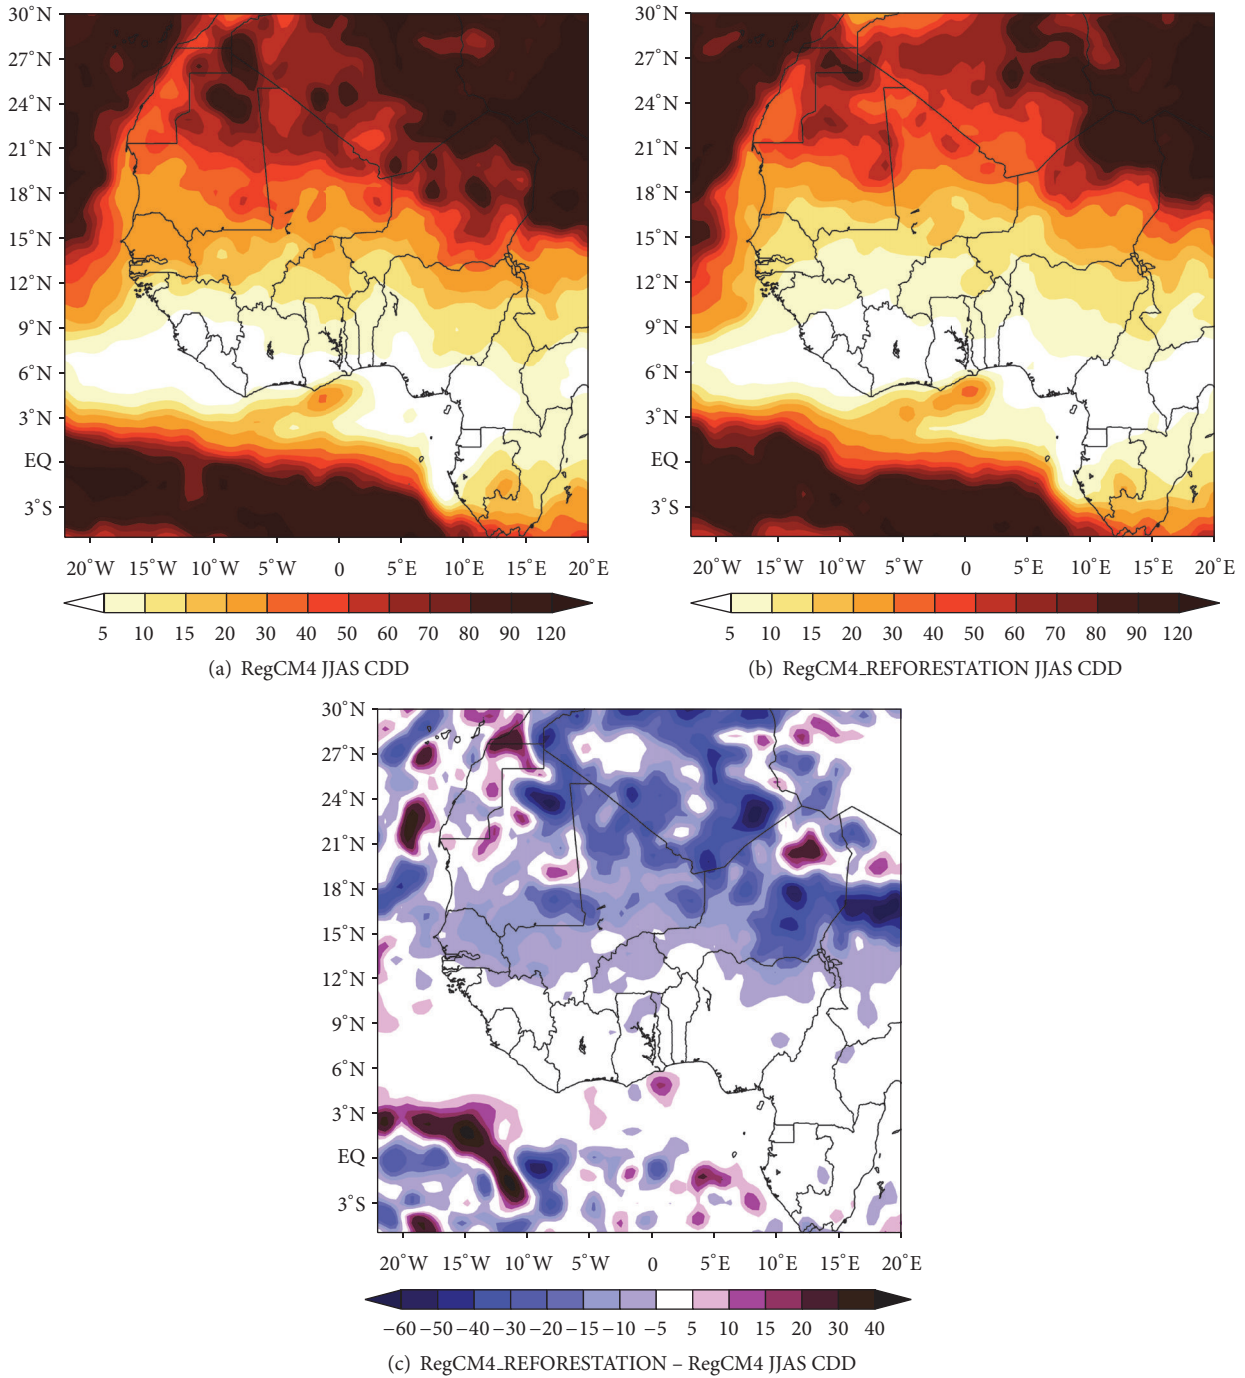 30°N
27°N
24°N
21°N
18°N
15°N
12°N
9°N
6°N
3°N
EQ
3°S
20°W 15°W 10°W 5°W 0 5°E 10°E 15°E 20°E
5 10 15 20 30 40 50 60 70 80 90 120
(a) RegCM4 JJAS CDD
30°N
27°N
24°N
21°N
18°N
15°N
12°N
9°N
6°N
3°N
EQ
3°S
20°W 15°W 10°W 5°W 0 5°E 10°E 15°E 20°E
5 10 15 20 30 40 50 60 70 80 90 120
(b) RegCM4_REFORESTATION JJAS CDD
30°N
27°N
24°N
21°N
18°N
15°N
12°N
9°N
6°N
3°N
EQ
3°S
20°W 15°W 10°W 5°W 0 5°E 10°E 15°E 20°E
−60 −50 −40 −30 −20 −15 −10 −5 5 10 15 20 30 40
(c) RegCM4_REFORESTATION – RegCM4 JJAS CDD